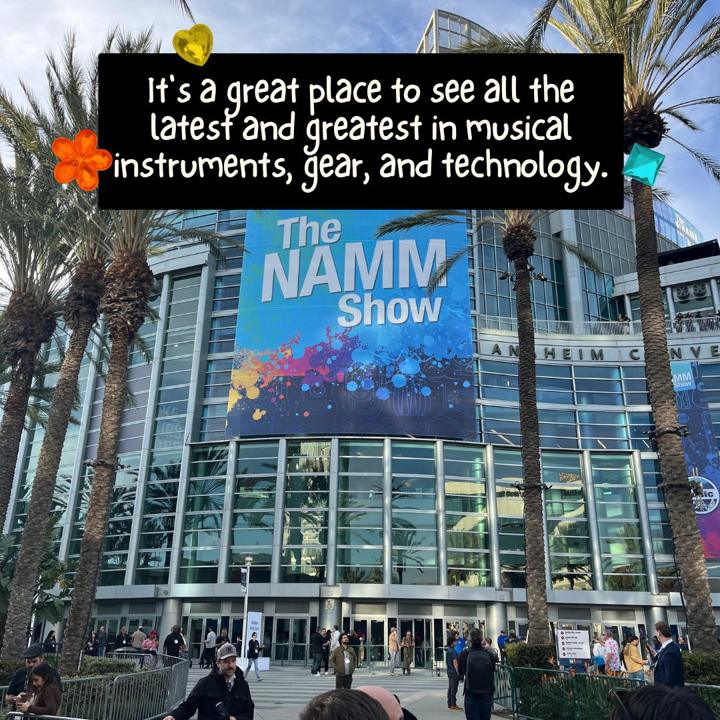 It's a great place to see all the
latest and greatest in musical
instruments, gear, and technology.
The
NAMM
Show
ANAHEIM CONVE